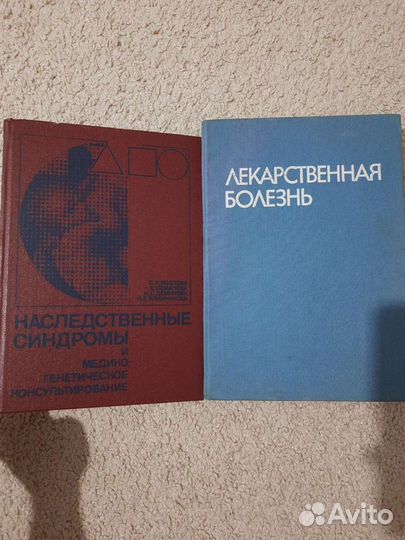 НАСЛЕДСТВЕННЫЕ
СИНДРОМЫ
И
МЕДИКО-
ГЕНЕТИЧЕСКОЕ
КОНСУЛЬТИРОВАНИЕ
ЛЕКАРСТВЕННАЯ
БОЛЕЗНЬ
Avito